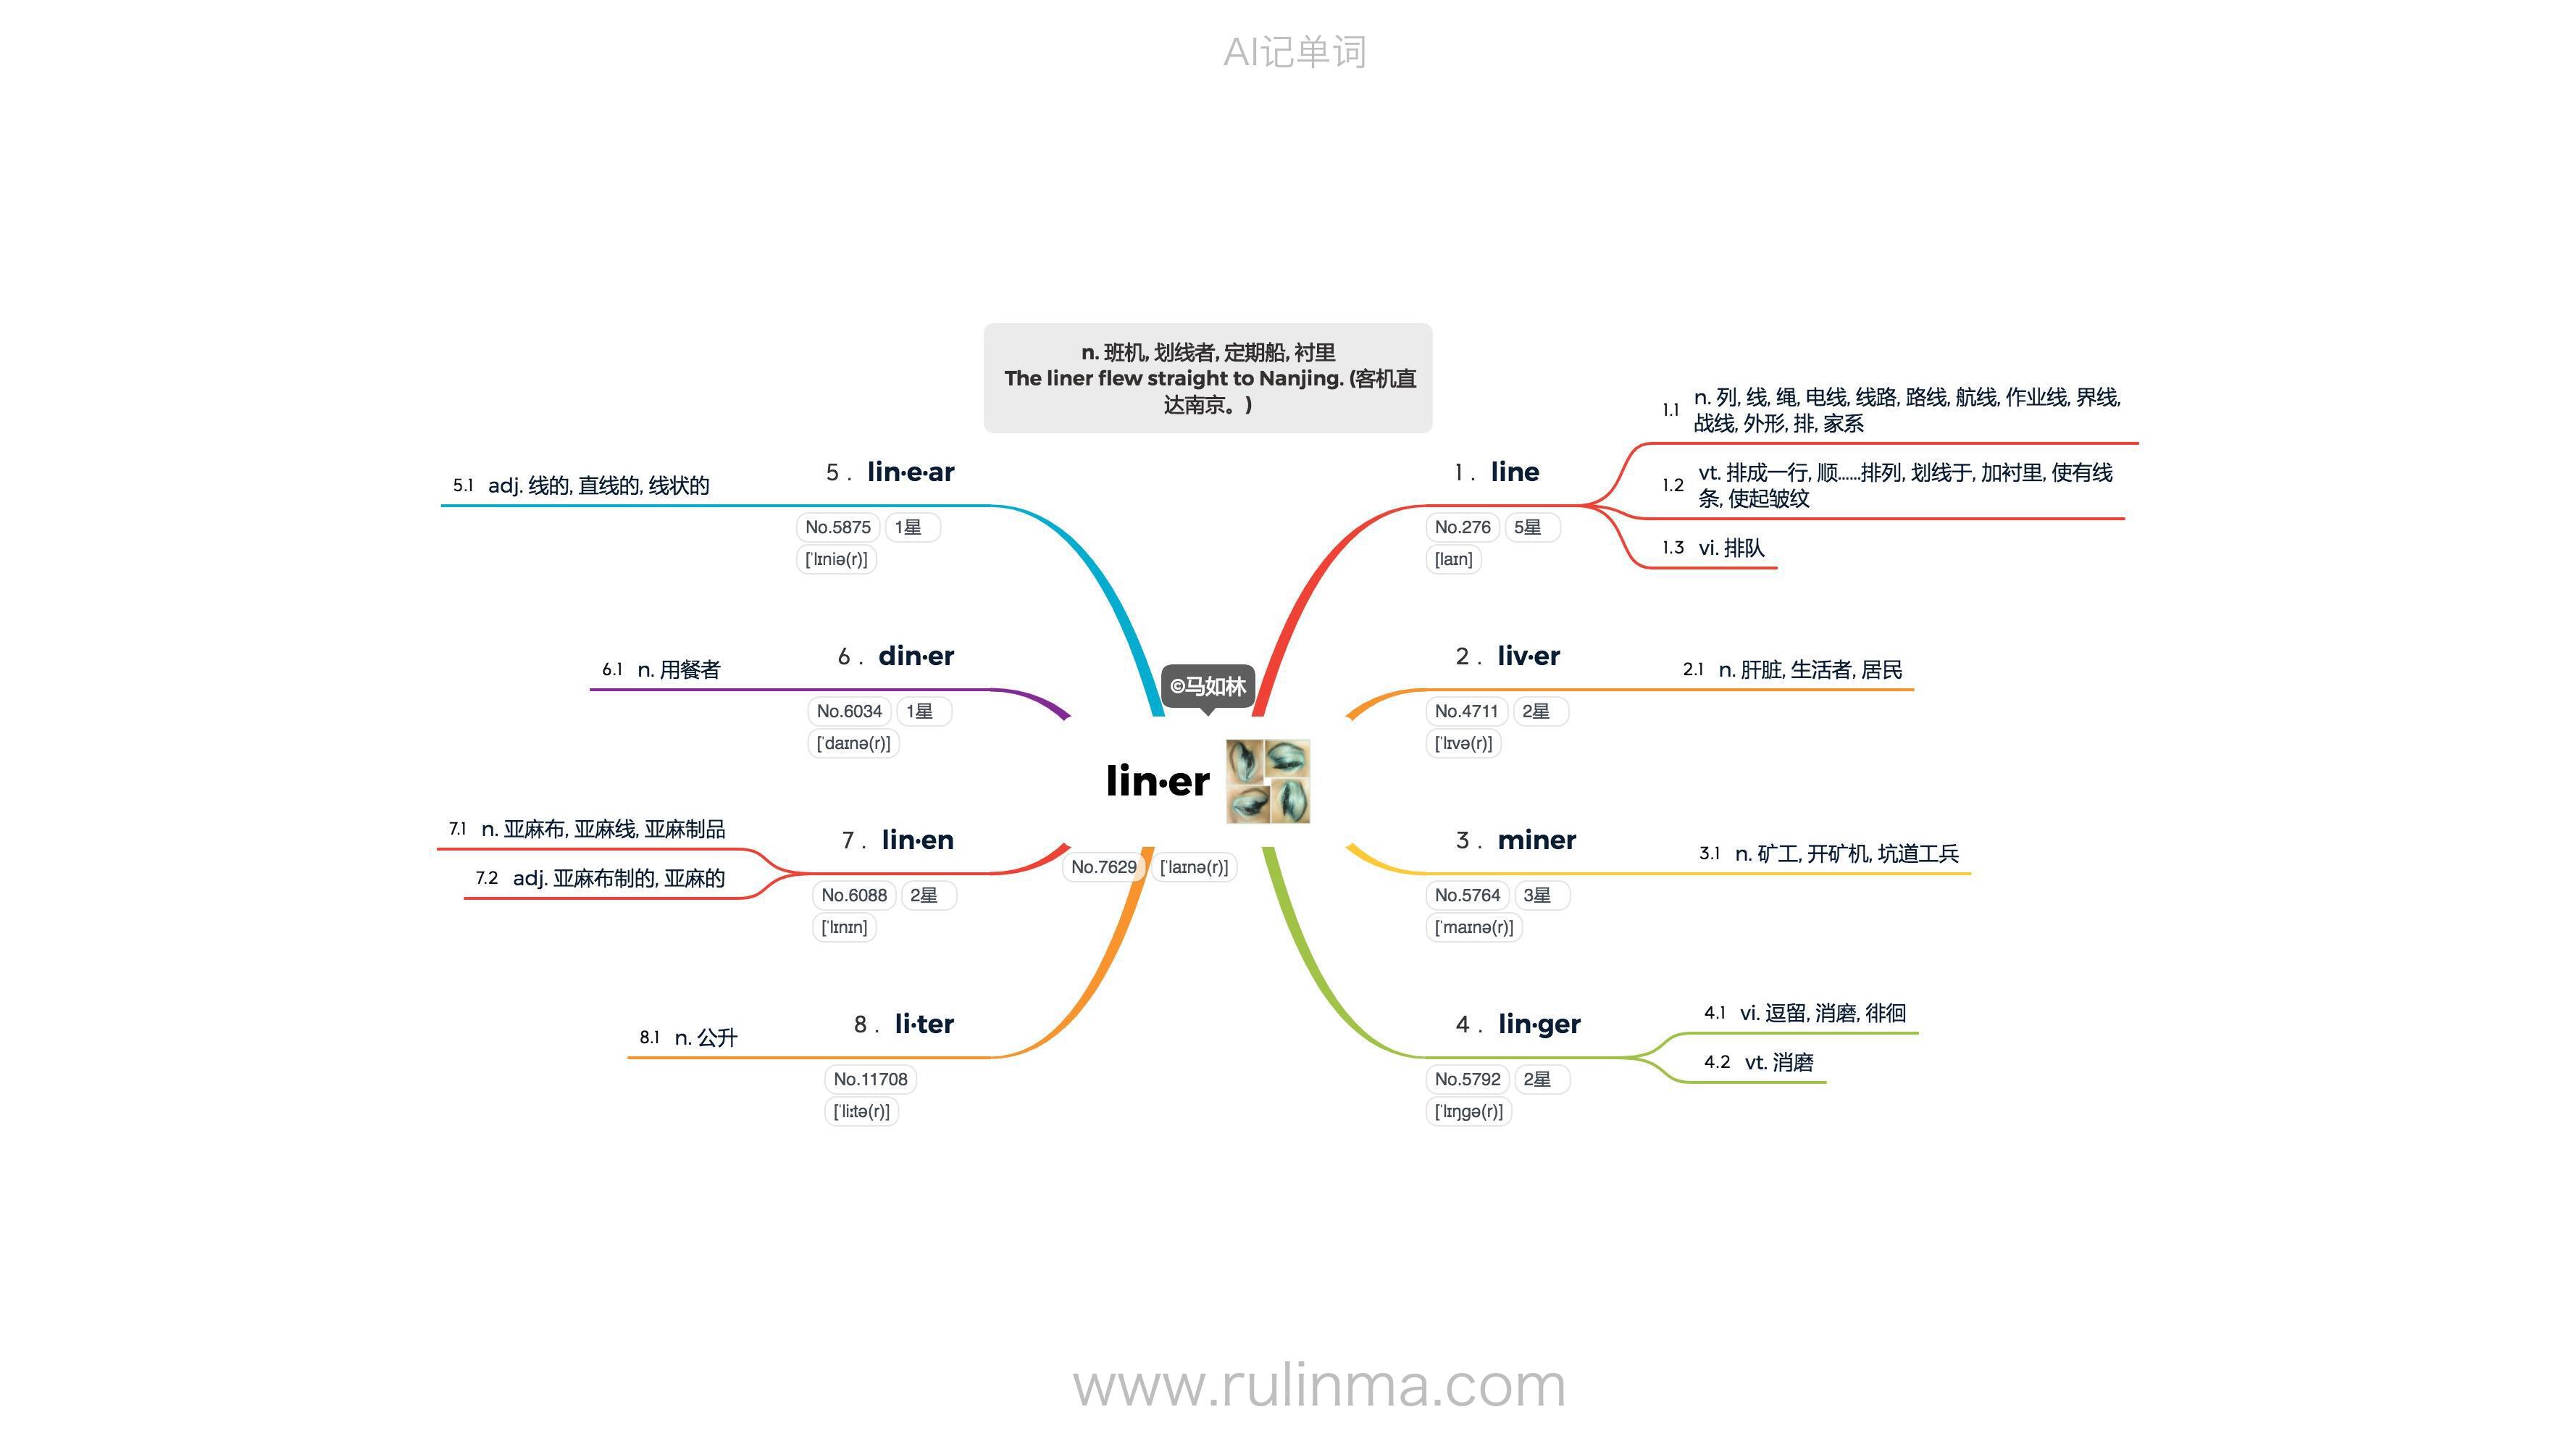 AI记单词
n. 班机, 划线者, 定期船, 衬里
The liner flew straight to Nanjing. (客机直
达南京。)
©马如林
lin·er
No.7629 ['laɪnə(r)]
1 . line
No.276 5星
[laɪn]
1.1 n. 列, 线, 绳, 电线, 线路, 路线, 航线, 作业线, 界线,
战线, 外形, 排, 家系
1.2 vt. 排成一行, 顺……排列, 划线于, 加衬里, 使有线
条, 使起皱纹
1.3 vi. 排队
2 . liv·er
No.4711 2星
['lɪvə(r)]
2.1 n. 肝脏, 生活者, 居民
3 . miner
No.5764 3星
['maɪnə(r)]
3.1 n. 矿工, 开矿机, 坑道工兵
4 . lin·ger
No.5792 2星
['lɪŋgə(r)]
4.1 vi. 逗留, 消磨, 徘徊
4.2 vt. 消磨
5 . lin·e·ar
No.5875 1星
['lɪniə(r)]
5.1 adj. 线的, 直线的, 线状的
6 . din·er
No.6034 1星
['daɪnə(r)]
6.1 n. 用餐者
7 . lin·en
No.6088 2星
['lɪnɪn]
7.1 n. 亚麻布, 亚麻线, 亚麻制品
7.2 adj. 亚麻布制的, 亚麻的
8 . li·ter
No.11708
['liːtə(r)]
8.1 n. 公升
www.rulinma.com